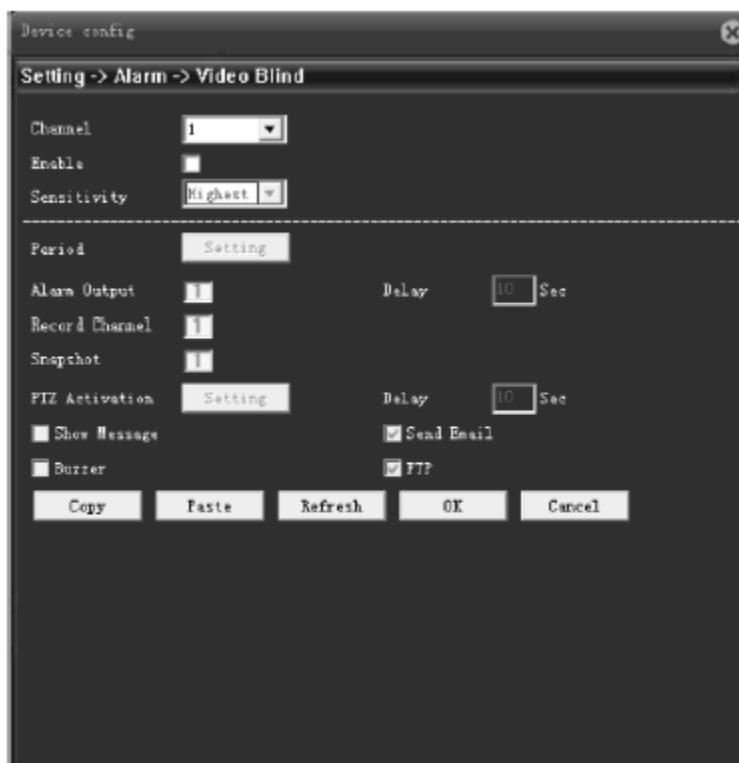 Device config
Setting -> Alarm -> Video Blind
Channel 1
Enable
Sensitivity Highest
Period Setting
Alarm Output 1 Delay 10 Sec
Record Channel 1
Snapshot 1
PTZ Activation Setting Delay 10 Sec
Show Message Send Email
Buzzer FTP
Copy Paste Refresh OK Cancel